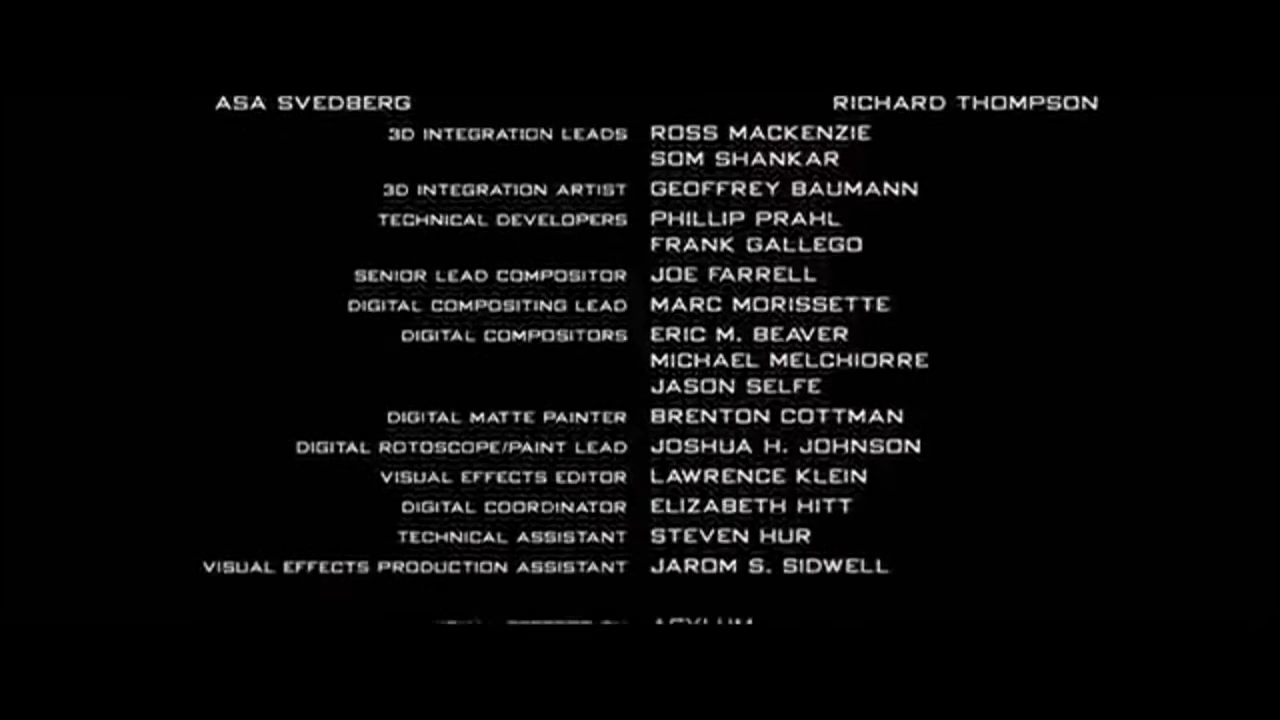 ASA SVEDBERG RICHARD THOMPSON
3D INTEGRATION LEADS ROSS MACKENZIE
SOM SHANKAR
3D INTEGRATION ARTIST GEOFFREY BAUMANN
TECHNICAL DEVELOPERS PHILLIP PRAHL
FRANK GALLEGO
SENIOR LEAD COMPOSITOR JOE FARRELL
DIGITAL COMPOSITING LEAD MARC MORISSETTE
DIGITAL COMPOSITORS ERIC M. BEAVER
MICHAEL MELCHIORRE
JASON SELFE
DIGITAL MATTE PAINTER BRENTON COTTMAN
DIGITAL ROTOSCOPE/PAINT LEAD JOSHUA H. JOHNSON
VISUAL EFFECTS EDITOR LAWRENCE KLEIN
DIGITAL COORDINATOR ELIZABETH HITT
TECHNICAL ASSISTANT STEVEN HUR
VISUAL EFFECTS PRODUCTION ASSISTANT JAROM S. SIDWELL
ASYLUM